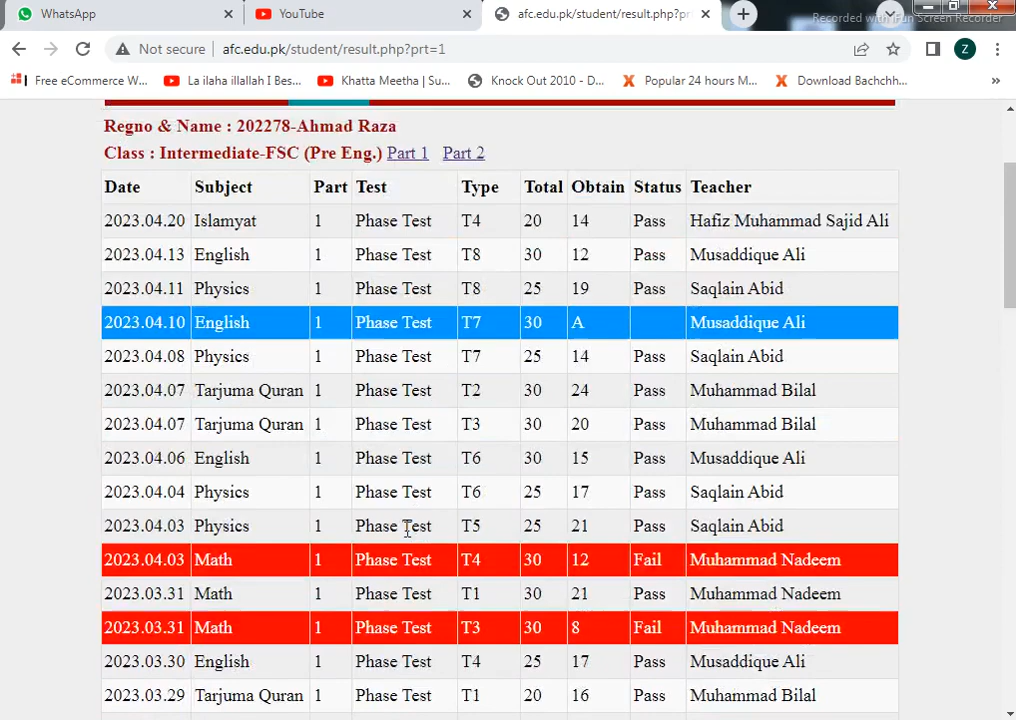 WhatsApp
YouTube
afc.edu.pk/student/result.php?pr
Recorded with iFun Screen Recorder
Not secure afc.edu.pk/student/result.php?prt=1
Z
Free eCommerce W...
La ilaha illallah I Bes...
Khatta Meetha | Su...
Knock Out 2010 - D...
Popular 24 hours M...
Download Bachchh...
»
Regno & Name : 202278-Ahmad Raza
Class : Intermediate-FSC (Pre Eng.) Part 1 Part 2
Date Subject Part Test Type Total Obtain Status Teacher
2023.04.20 Islamyat 1 Phase Test T4 20 14 Pass Hafiz Muhammad Sajid Ali
2023.04.13 English 1 Phase Test T8 30 12 Pass Musaddique Ali
2023.04.11 Physics 1 Phase Test T8 25 19 Pass Saqlain Abid
2023.04.10 English 1 Phase Test T7 30 A Musaddique Ali
2023.04.08 Physics 1 Phase Test T7 25 14 Pass Saqlain Abid
2023.04.07 Tarjuma Quran 1 Phase Test T2 30 24 Pass Muhammad Bilal
2023.04.07 Tarjuma Quran 1 Phase Test T3 30 20 Pass Muhammad Bilal
2023.04.06 English 1 Phase Test T6 30 15 Pass Musaddique Ali
2023.04.04 Physics 1 Phase Test T6 25 17 Pass Saqlain Abid
2023.04.03 Physics 1 Phase Test T5 25 21 Pass Saqlain Abid
2023.04.03 Math 1 Phase Test T4 30 12 Fail Muhammad Nadeem
2023.03.31 Math 1 Phase Test T1 30 21 Pass Muhammad Nadeem
2023.03.31 Math 1 Phase Test T3 30 8 Fail Muhammad Nadeem
2023.03.30 English 1 Phase Test T4 25 17 Pass Musaddique Ali
2023.03.29 Tarjuma Quran 1 Phase Test T1 20 16 Pass Muhammad Bilal